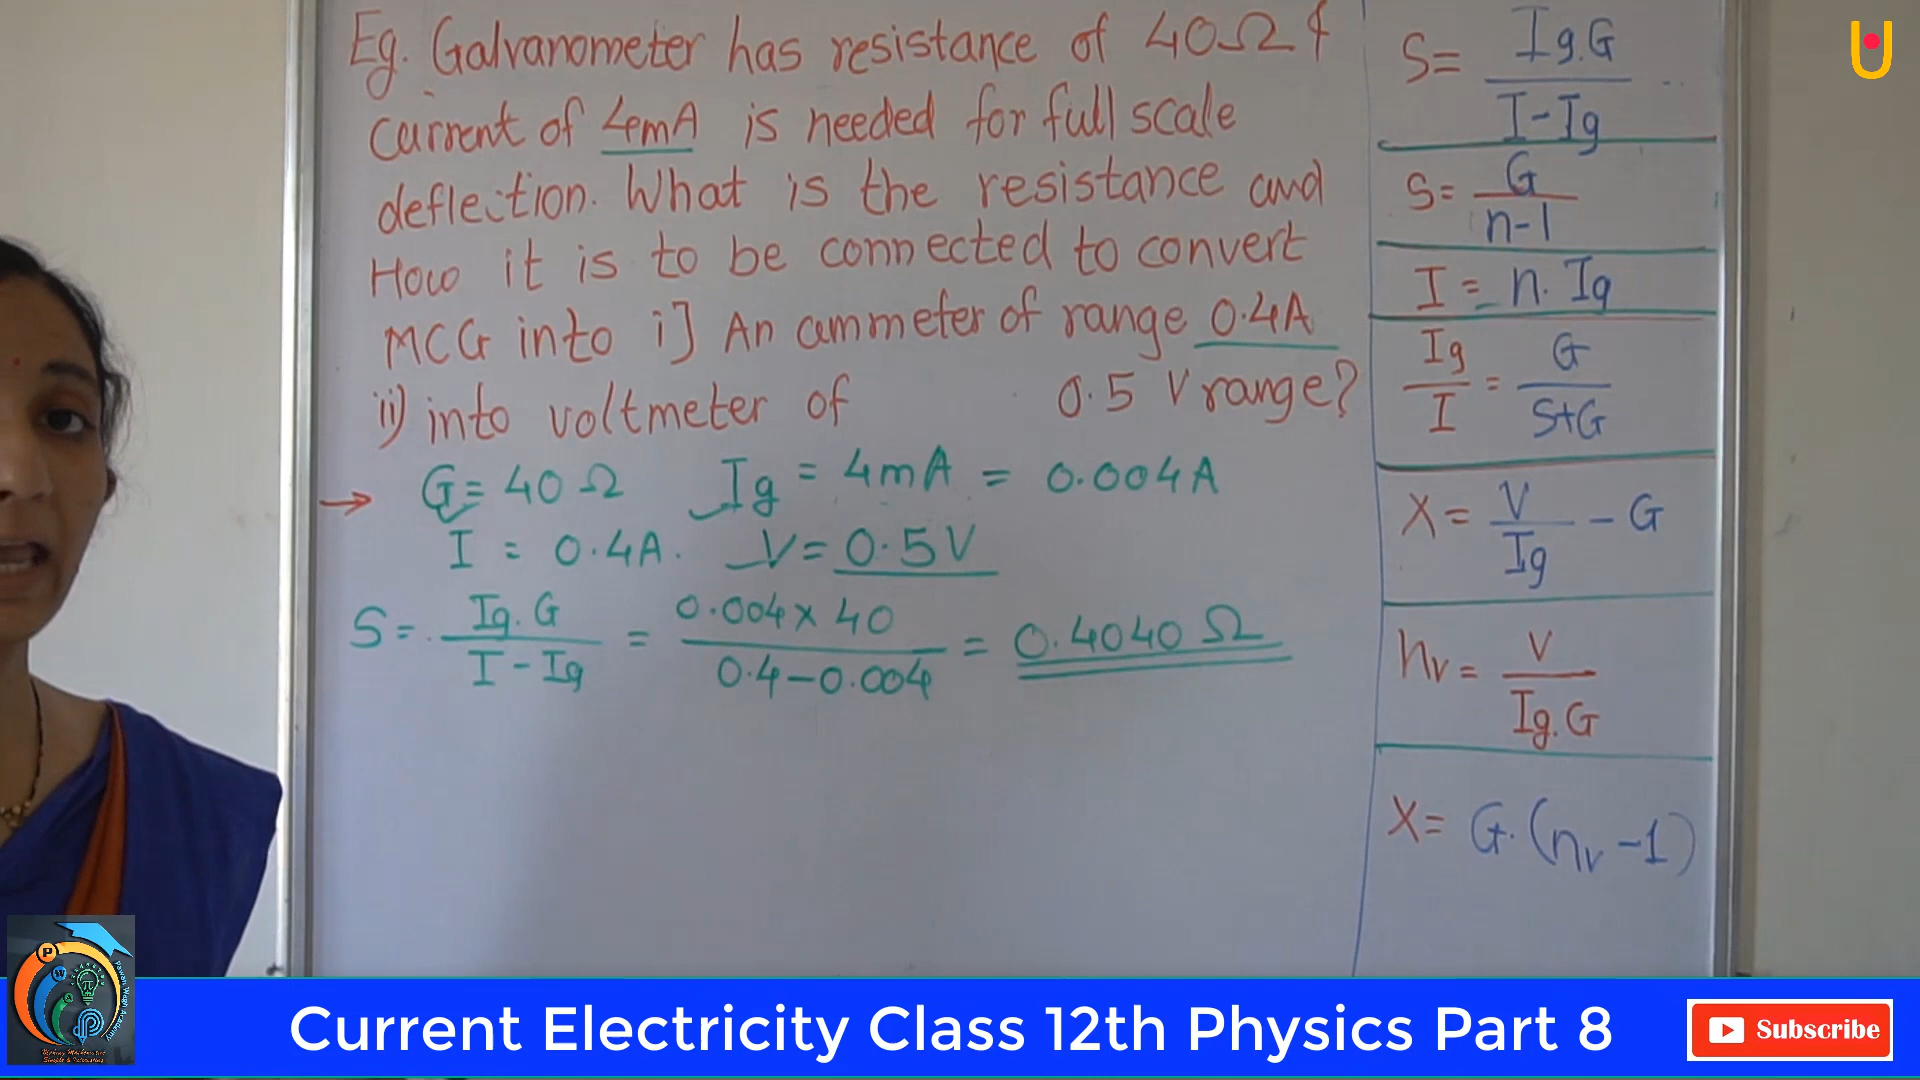 Eg. Galvanometer has resistance of 40Ω &
current of 4mA is needed for full scale
deflection. What is the resistance and
How it is to be connected to convert
MCG into i] An ammeter of range 0.4A
ii) into voltmeter of 0.5 V range?
→ G = 40 Ω Ig = 4mA = 0.004A
I = 0.4A. V = 0.5V
S = Ig.G / I - Ig = 0.004 x 40 / 0.4 - 0.004 = 0.4040 Ω
S = Ig.G / I - Ig
S = G / n-1
I = n. Ig
Ig / I = G / S+G
X = V / Ig - G
nv = V / Ig.G
X = G.(nv - 1)
Current Electricity Class 12th Physics Part 8
Subscribe